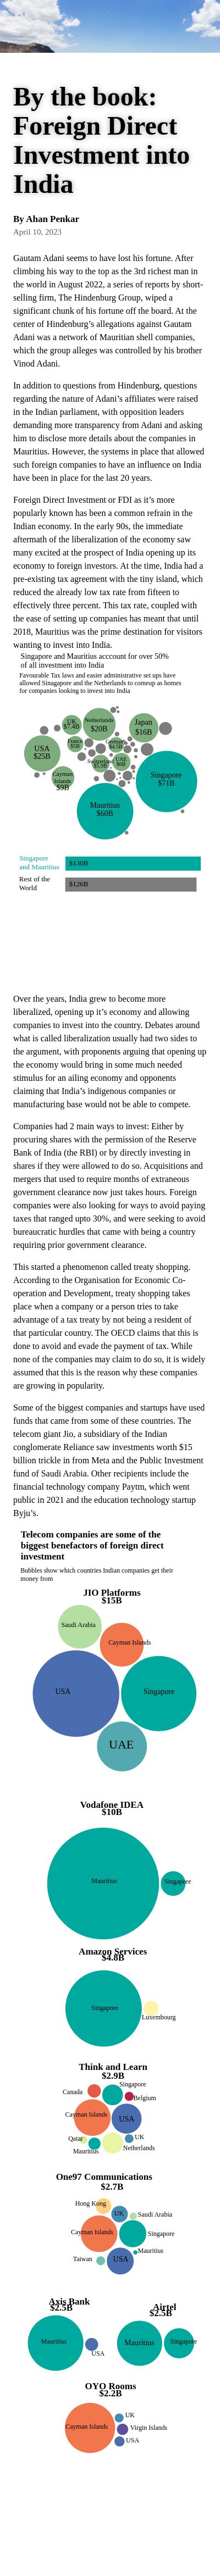 By the book:
Foreign Direct
Investment into
India
By Ahan Penkar
April 10, 2023
Gautam Adani seems to have lost his fortune. After
climbing his way to the top as the 3rd richest man in
the world in August 2022, a series of reports by short-
selling firm, The Hindenburg Group, wiped a
significant chunk of his fortune off the board. At the
center of Hindenburg's allegations against Gautam
Adani was a network of Mauritian shell companies,
which the group alleges was controlled by his brother
Vinod Adani.
In addition to questions from Hindenburg, questions
regarding the nature of Adani's affiliates were raised
in the Indian parliament, with opposition leaders
demanding more transparency from Adani and asking
him to disclose more details about the companies in
Mauritius. However, the systems in place that allowed
such foreign companies to have an influence on India
have been in place for the last 20 years.
Foreign Direct Investment or FDI as it's more
popularly known has been a common refrain in the
Indian economy. In the early 90s, the immediate
aftermath of the liberalization of the economy saw
many excited at the prospect of India opening up its
economy to foreign investors. At the time, India had a
pre-existing tax agreement with the tiny island, which
reduced the flat fee allowed from fifteen to ten to
effectively three percent. This tax rate, coupled with
the ease of setting up companies has meant that until
2018, Mauritius was the prime destination for visitors
wanting to invest into India.
Singapore and Mauritius account for over 50%
of all investment into India
Favourable Tax laws and easier administrative set ups have
allowed Sinagapore and the Netherlands to comerup as homes
for companies looking to invest into India
UK
$7.4B
Netherlands
$20B
Japan
$16B
USA
$25B
France
$5B
Germany
$4.5B
Switzerland
$1.9B
UAE
$6B
Cayman
Islands
$9B
Singapore
$71B
Mauritius
$60B
Singapore
and Mauritius
$130B
Rest of the
World
$126B
Over the years, India grew to become more
liberalized, opening up it's economy and allowing
companies to invest into the country. Debates around
what is called liberalization usually had two sides to
the argument, with proponents arguing that opening up
the economy would bring in some much needed
stimulus for an ailing economy and opponents
claiming that India's indigenous companies or
manufacturing base would not be able to compete.
Companies had 2 main ways to invest: Either by
procuring shares with the permission of the Reserve
Bank of India (the RBI) or by directly investing in
shares if they were allowed to do so. Acquisitions and
mergers that used to require months of extreneous
government clearance now just takes hours. Foreign
companies were also looking for ways to avoid paying
taxes that ranged upto 30%, and were seeking to avoid
bureaucratic hurdles that came with being a country
requiring prior government clearance.
This started a phenomenon called treaty shopping.
According to the Organisation of Economic Co-
operation and Development, treaty shopping takes
place when a company or a person tries to take
advantage of a tax treaty by not being a resident of
that particular country. The OECD claims that this is
done to avoid and evade the payment of tax. While
none of the companies may claim to do so, it is widely
assumed that this is the reason why these companies
are growing in popularity.
Some of the biggest companies and startups have used
funds that came from some of these countries. The
telecom giant Jio, a subsidiary of the Indian
conglomerate Reliance saw investments worth $15
billion trickle in from Meta and the Public Investment
fund of Saudi Arabia. Other recipients include the
financial technology company Paytm, which went
public in 2021 and the education technology startup
Byju's.
Telecom companies are some of the
biggest benefactors of foreign direct
investment
Bubbles show which countries Indian companies get their
money from
JIO Platforms
$15B
Saudi Arabia
Cayman Islands
USA
Singapore
UAE
Vodafone IDEA
$10B
Mauritius
Singapore
Amazon Services
$4.8B
Singapore
Luxembourg
Think and Learn
$2.9B
Singapore
Canada
Belgium
Cayman Islands
USA
Qatar
UK
Mauritius
Netherlands
One97 Communications
$2.7B
Hong Kong
UK
Saudi Arabia
Cayman Islands
Singapore
Mauritius
Taiwan
USA
Axis Bank
$2.5B
Mauritius
USA
Airtel
$2.5B
Mauritius
Singapore
OYO Rooms
$2.2B
UK
Cayman Islands
Virgin Islands
USA